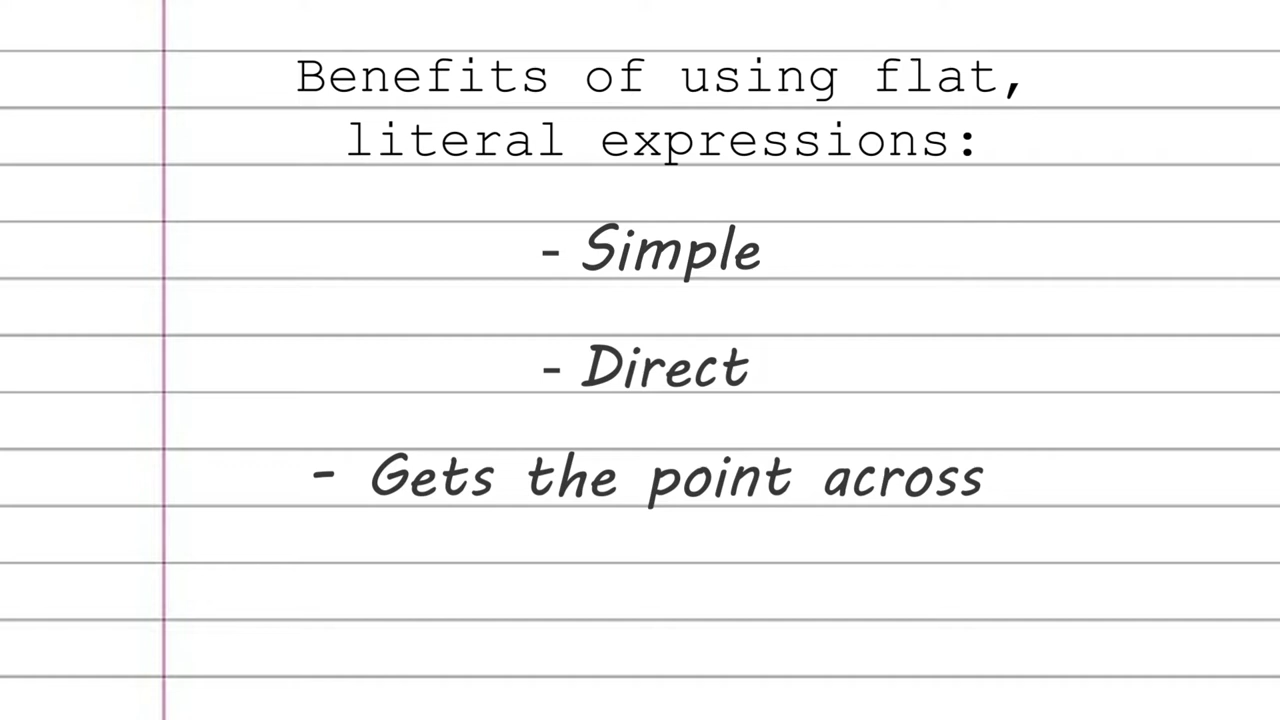 Benefits of using flat,
literal expressions:
- Simple
- Direct
- Gets the point across